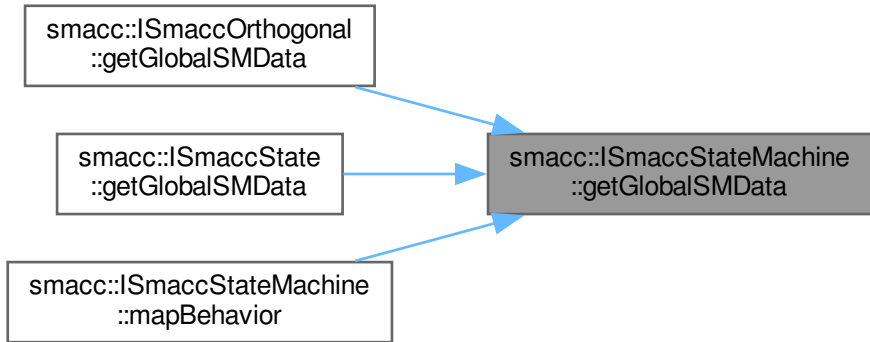 smacc::ISmaccOrthogonal
::getGlobalSMData
smacc::ISmaccState
::getGlobalSMData
smacc::ISmaccStateMachine
::mapBehavior
smacc::ISmaccStateMachine
::getGlobalSMData